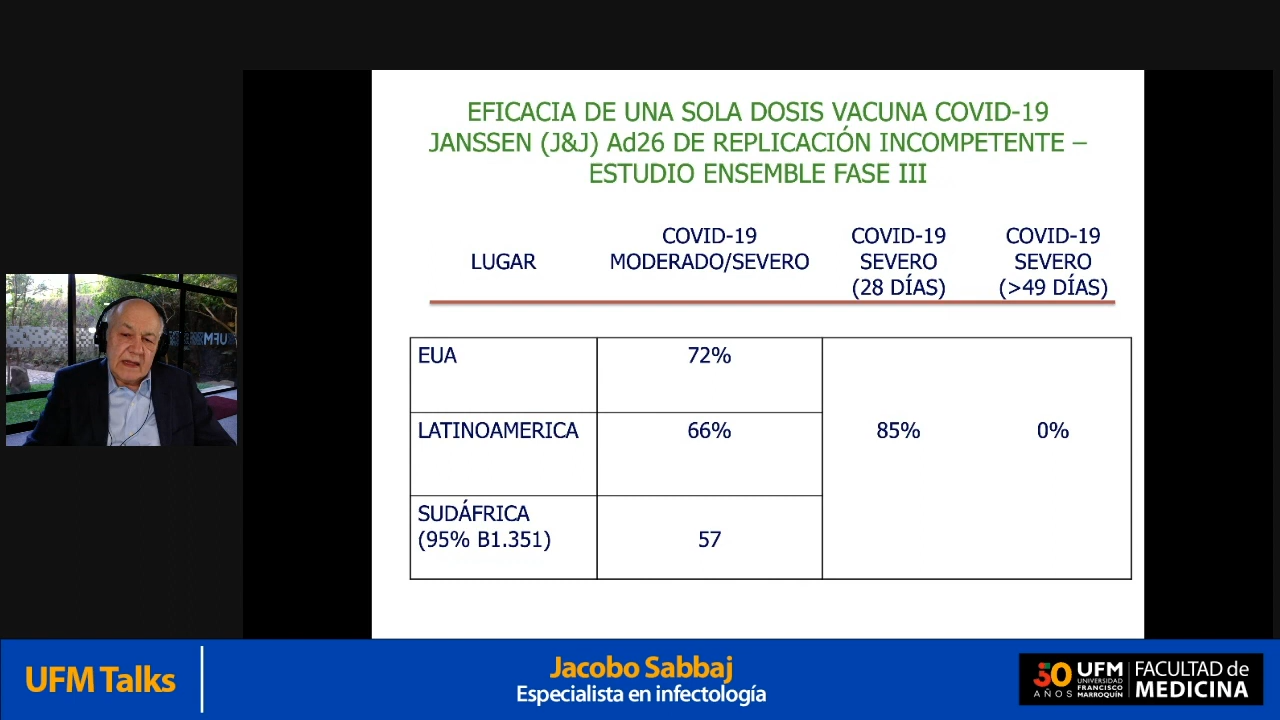 EFICACIA DE UNA SOLA DOSIS VACUNA COVID-19
JANSSEN (J&J) Ad26 DE REPLICACIÓN INCOMPETENTE –
ESTUDIO ENSEMBLE FASE III
LUGAR
COVID-19
MODERADO/SEVERO
COVID-19
SEVERO
(28 DÍAS)
COVID-19
SEVERO
(>49 DÍAS)
EUA
72%
LATINOAMERICA
66%
85%
0%
SUDÁFRICA
(95% B1.351)
57
UFM
UFM Talks
Jacobo Sabbaj
Especialista en infectología
50
AÑOS
UFM
UNIVERSIDAD
FRANCISCO
MARROQUÍN
FACULTAD de
MEDICINA